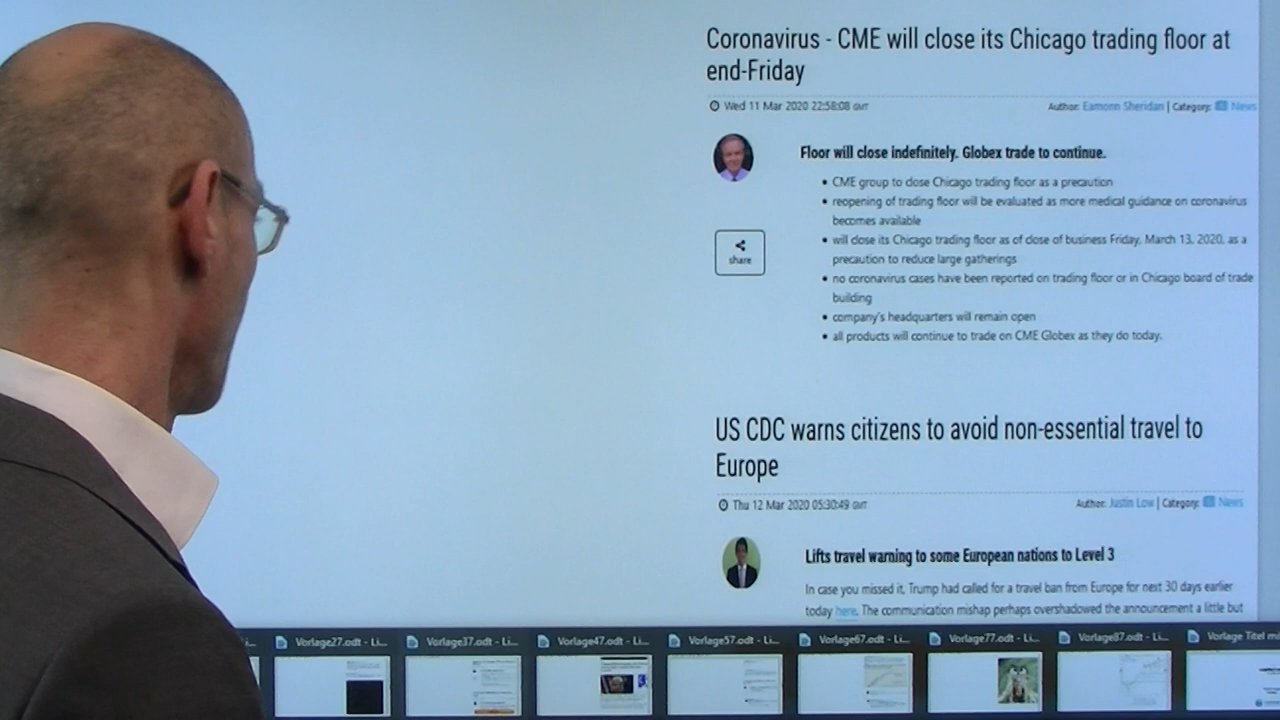 Coronavirus - CME will close its Chicago trading floor at
end-Friday
Wed 11 Mar 2020 22:58:08 GMT
Author: Eamonn Sheridan | Category: News
Floor will close indefinitely. Globex trade to continue.
• CME group to close Chicago trading floor as a precaution
• reopening of trading floor will be evaluated as more medical guidance on coronavirus
becomes available
• will close its Chicago trading floor as of close of business Friday, March 13, 2020, as a
precaution to reduce large gatherings
• no coronavirus cases have been reported on trading floor or in Chicago board of trade
building
• company's headquarters will remain open
• all products will continue to trade on CME Globex as they do today.
share
US CDC warns citizens to avoid non-essential travel to
Europe
Thu 12 Mar 2020 05:30:49 GMT
Author: Justin Low | Category: News
Lifts travel warning to some European nations to Level 3
In case you missed it, Trump had called for a travel ban from Europe for next 30 days earlier
today here. The communication mishap perhaps overshadowed the announcement a little but
Vorlage27.odt - Li...
Vorlage37.odt - Li...
Vorlage47.odt - Li...
Vorlage57.odt - Li...
Vorlage67.odt - Li...
Vorlage77.odt - Li...
Vorlage87.odt - Li...
Vorlage Titel